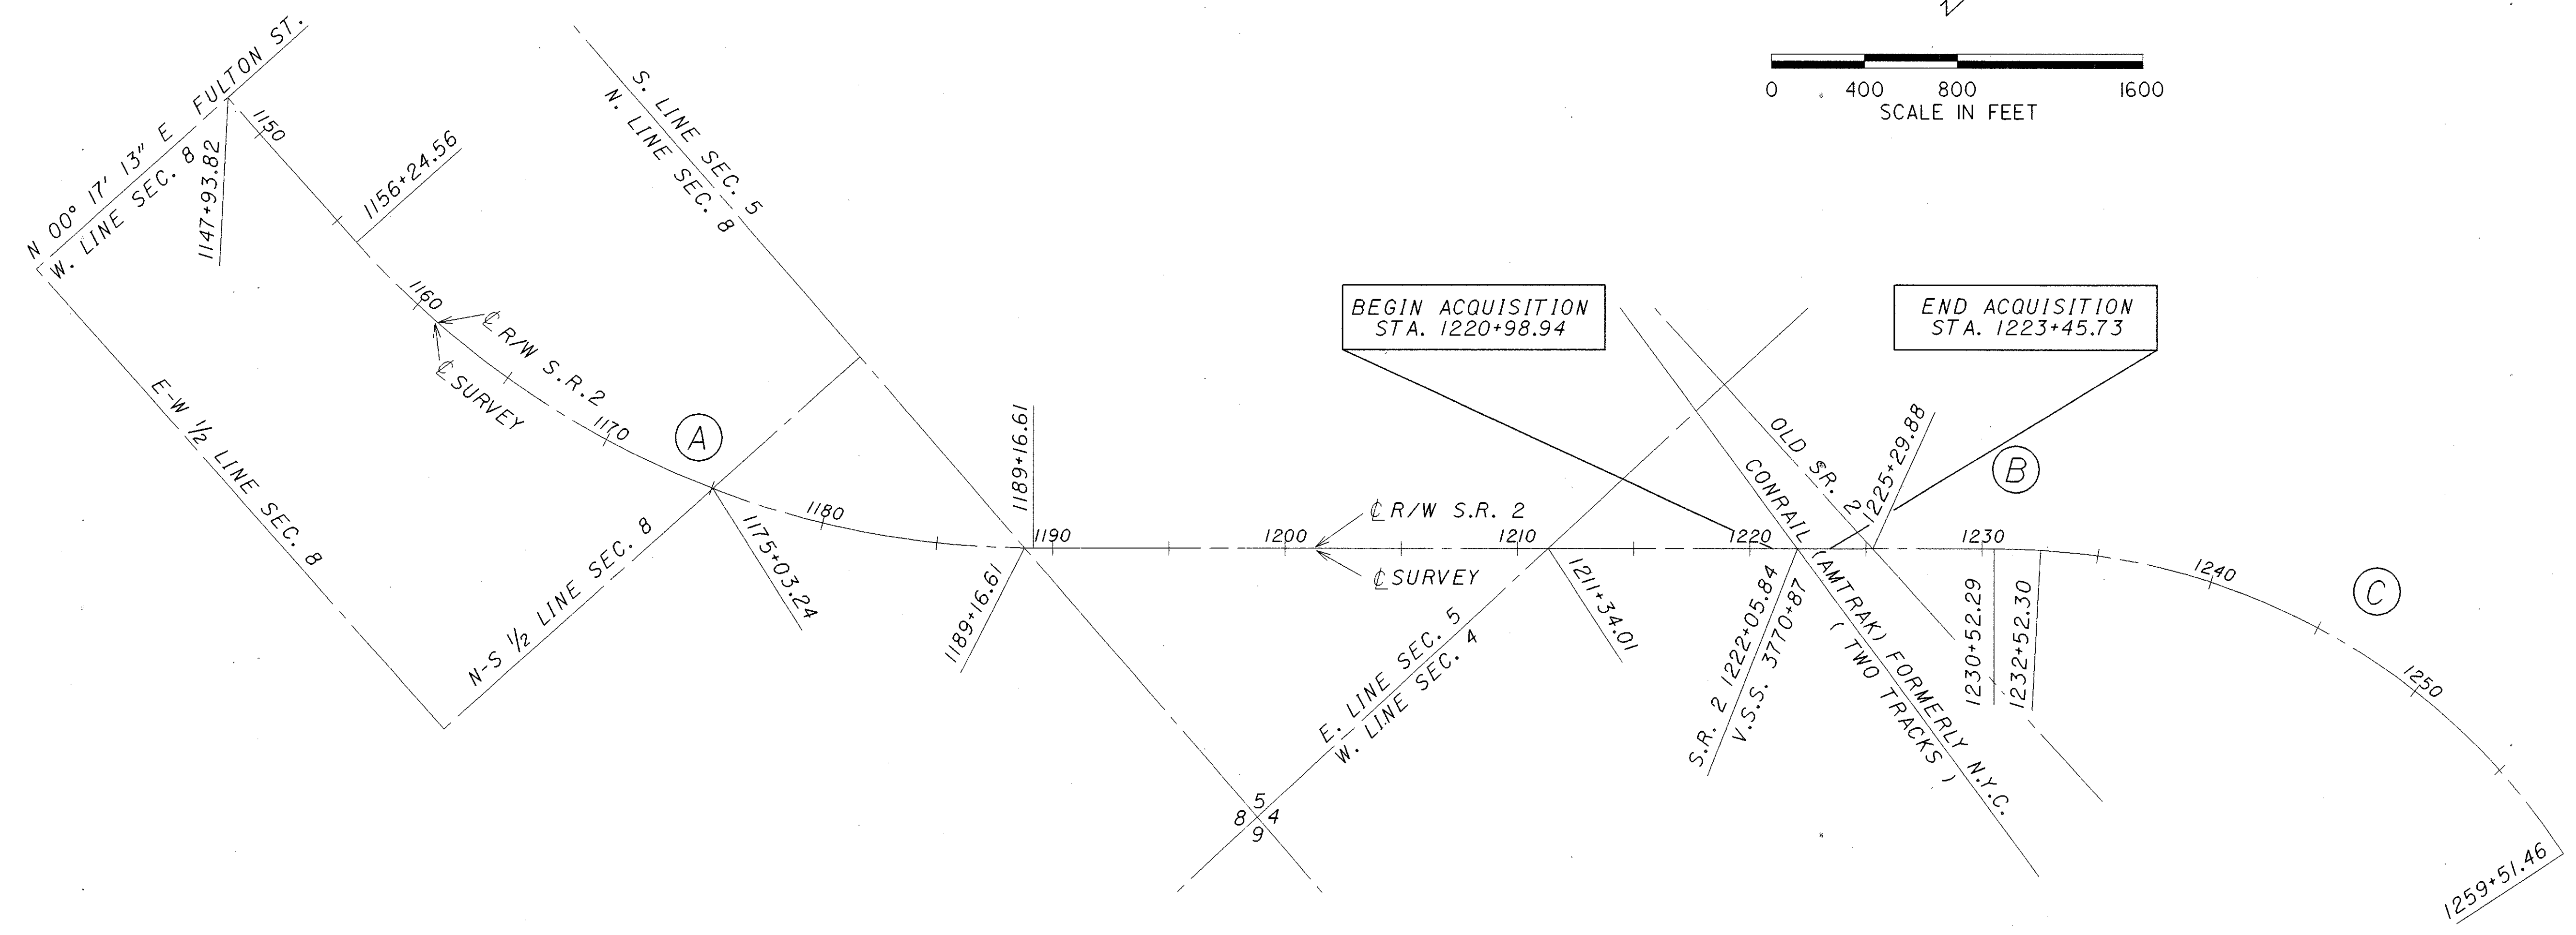 N 00° 17' 13" E FULTON ST.
W. LINE SEC. 8
1147+93.82
1150
1156+24.56
1160
℄ R/W S.R. 2
℄ SURVEY
1170
A
E-W 1/2 LINE SEC. 8
N-S 1/2 LINE SEC. 8
1175+03.24
1180
S. LINE SEC. 5
N. LINE SEC. 8
1189+16.61
1189+16.61
1190
1200
℄ R/W S.R. 2
℄ SURVEY
1210
1211+34.01
E. LINE SEC. 5
W. LINE SEC. 4
5
8 4
9
0 400 800 1600
SCALE IN FEET
BEGIN ACQUISITION
STA. 1220+98.94
END ACQUISITION
STA. 1223+45.73
1220
OLD SR. 2
CONRAIL (AMTRAK) FORMERLY N.Y.C.
( TWO TRACKS )
S.R. 2 1222+05.84
V.S.S. 3770+87
1225+29.88
B
1230
1230+52.29
1232+52.30
1240
C
1250
1259+51.46